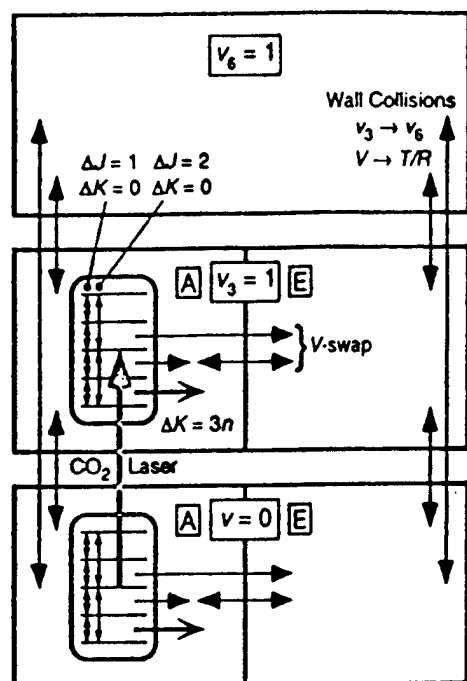 v₆ = 1
Wall Collisions
v₃ → v₆
V → T/R
ΔJ = 1 ΔJ = 2
ΔK = 0 ΔK = 0
A v₃ = 1 E
V-swap
ΔK = 3n
CO₂ Laser
A v = 0 E